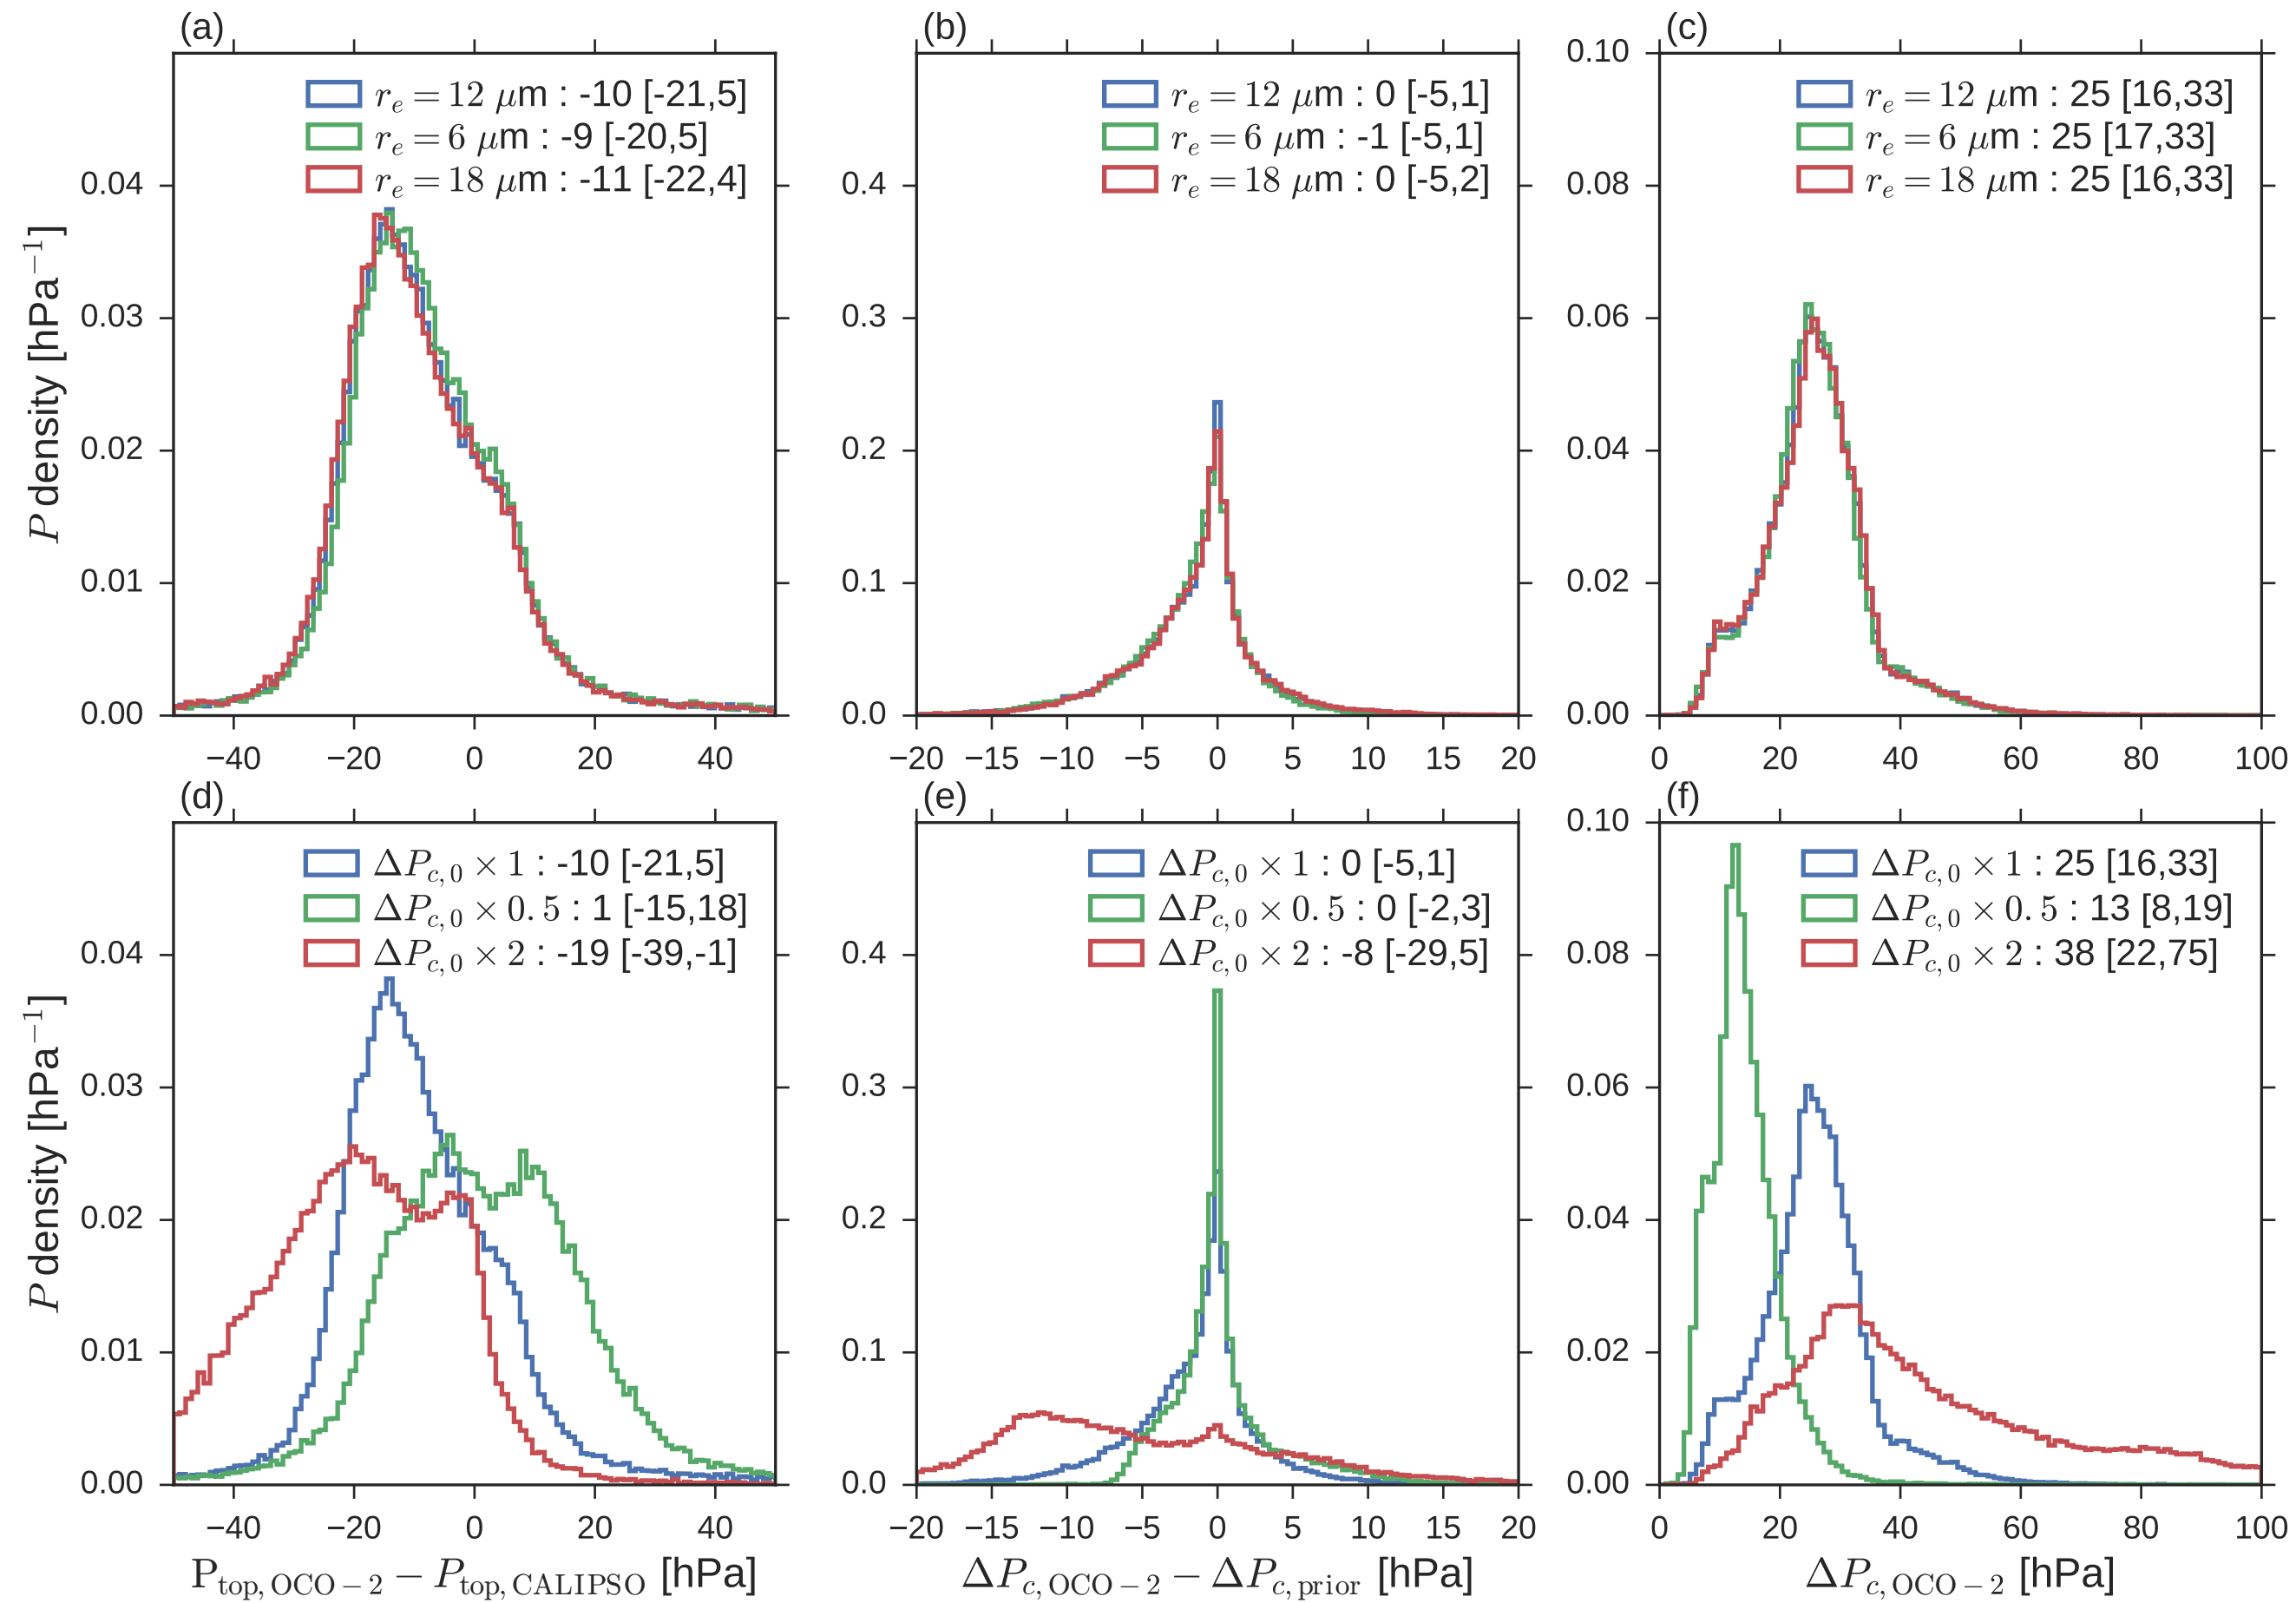 (a)
(b)
(c)
r_e = 12 μm : -10 [-21,5]
r_e = 6 μm : -9 [-20,5]
r_e = 18 μm : -11 [-22,4]
r_e = 12 μm : 0 [-5,1]
r_e = 6 μm : -1 [-5,1]
r_e = 18 μm : 0 [-5,2]
r_e = 12 μm : 25 [16,33]
r_e = 6 μm : 25 [17,33]
r_e = 18 μm : 25 [16,33]
P density [hPa⁻¹]
0.04
0.03
0.02
0.01
0.00
−40 −20 0 20 40
0.4
0.3
0.2
0.1
0.0
−20 −15 −10 −5 0 5 10 15 20
0.10
0.08
0.06
0.04
0.02
0.00
0 20 40 60 80 100
(d)
(e)
(f)
ΔP_c,0 × 1 : -10 [-21,5]
ΔP_c,0 × 0.5 : 1 [-15,18]
ΔP_c,0 × 2 : -19 [-39,-1]
ΔP_c,0 × 1 : 0 [-5,1]
ΔP_c,0 × 0.5 : 0 [-2,3]
ΔP_c,0 × 2 : -8 [-29,5]
ΔP_c,0 × 1 : 25 [16,33]
ΔP_c,0 × 0.5 : 13 [8,19]
ΔP_c,0 × 2 : 38 [22,75]
P density [hPa⁻¹]
0.04
0.03
0.02
0.01
0.00
−40 −20 0 20 40
P_top,OCO−2 − P_top,CALIPSO [hPa]
0.4
0.3
0.2
0.1
0.0
−20 −15 −10 −5 0 5 10 15 20
ΔP_c,OCO−2 − ΔP_c,prior [hPa]
0.10
0.08
0.06
0.04
0.02
0.00
0 20 40 60 80 100
ΔP_c,OCO−2 [hPa]